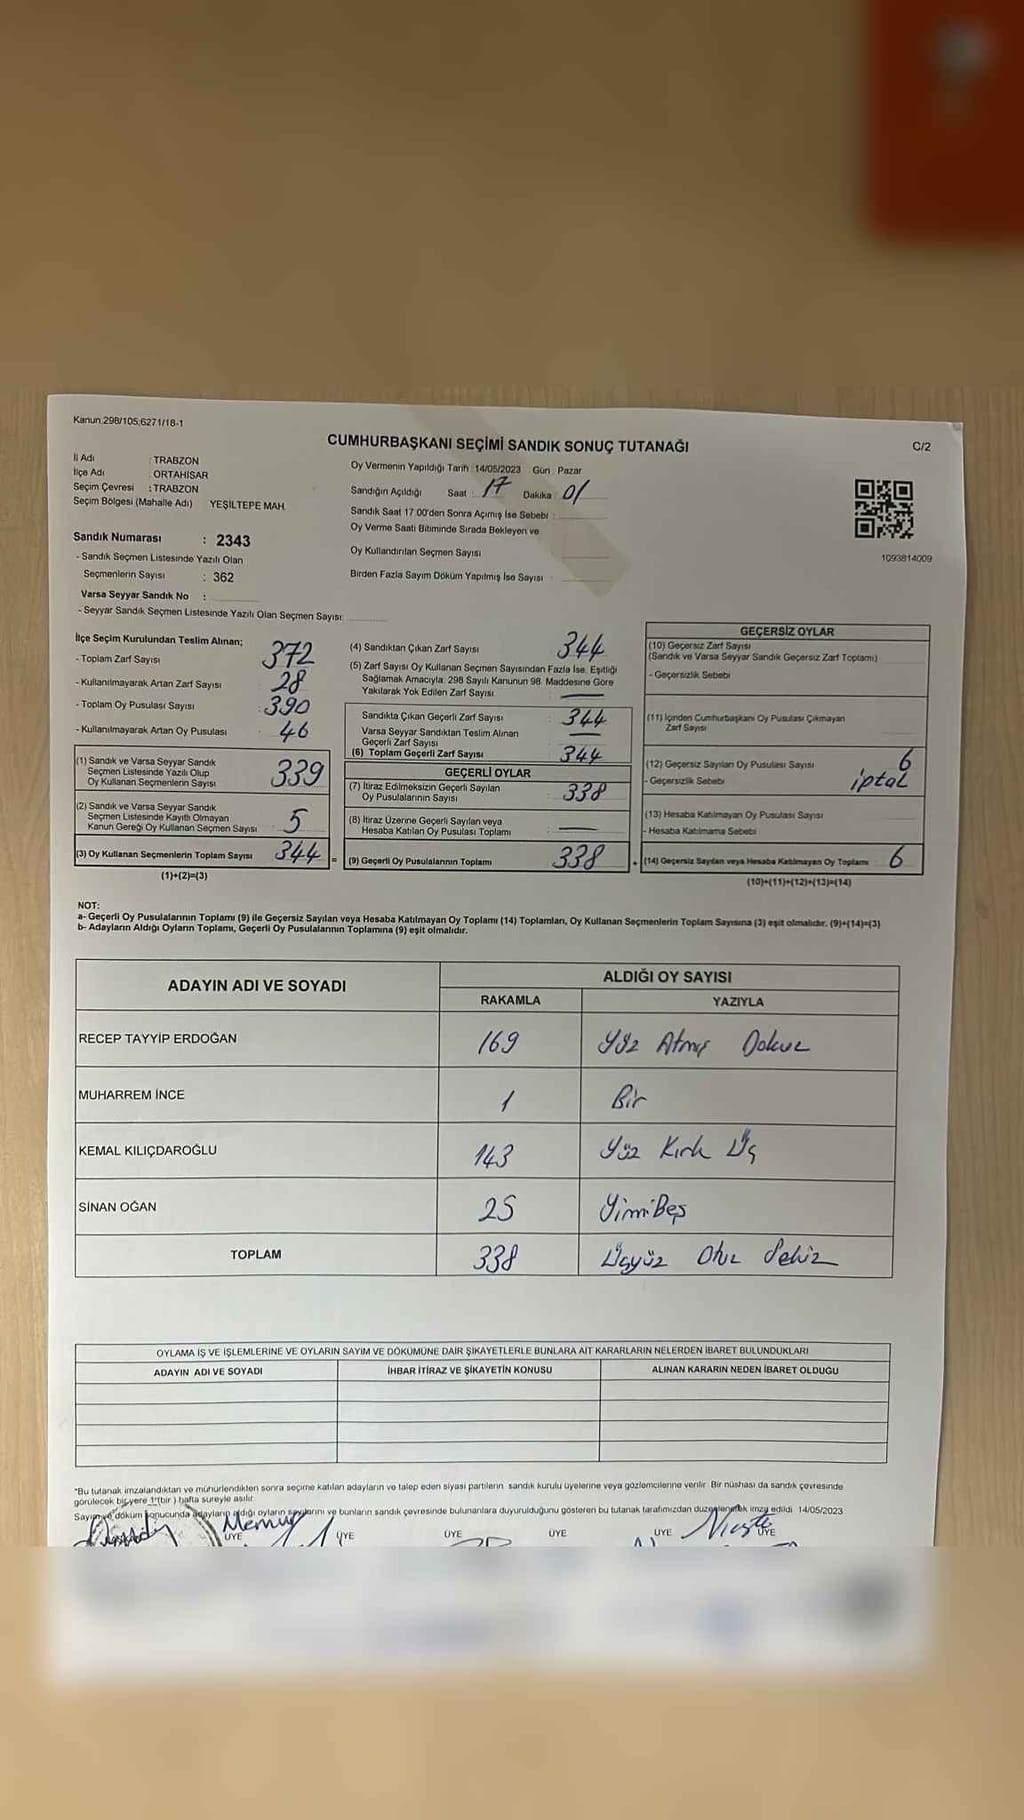 Kanun;298/105,6271/18-1
CUMHURBAŞKANI SEÇİMİ SANDIK SONUÇ TUTANAĞI
C/2
İl Adı : TRABZON
İlçe Adı : ORTAHİSAR
Seçim Çevresi : TRABZON
Seçim Bölgesi (Mahalle Adı) YEŞİLTEPE MAH.
Sandık Numarası : 2343
- Sandık Seçmen Listesinde Yazılı Olan
Seçmenlerin Sayısı : 362
Varsa Seyyar Sandık No :
- Seyyar Sandık Seçmen Listesinde Yazılı Olan Seçmen Sayısı:
Oy Vermenin Yapıldığı Tarih :14/05/2023 Gün : Pazar
Sandığın Açıldığı Saat : 17 Dakika : 01
Sandık Saat 17.00'den Sonra Açımış İse Sebebi :
Oy Verme Saati Bitiminde Sırada Bekleyen ve
Oy Kullandırılan Seçmen Sayısı
Birden Fazla Sayım Döküm Yapılmış İse Sayısı :
1093814009
İlçe Seçim Kurulundan Teslim Alınan;
- Toplam Zarf Sayısı : 372
- Kullanılmayarak Artan Zarf Sayısı : 28
- Toplam Oy Pusulası Sayısı : 390
- Kullanılmayarak Artan Oy Pusulası : 46
(1) Sandık ve Varsa Seyyar Sandık
Seçmen Listesinde Yazılı Olup
Oy Kullanan Seçmenlerin Sayısı 339
(2) Sandık ve Varsa Seyyar Sandık
Seçmen Listesinde Kayıtlı Olmayan
Kanun Gereği Oy Kullanan Seçmen Sayısı 5
(3) Oy Kullanan Seçmenlerin Toplam Sayısı 344 =
(1)+(2)=(3)
(4) Sandıktan Çıkan Zarf Sayısı : 344
(5) Zarf Sayısı Oy Kullanan Seçmen Sayısından Fazla İse, Eşitliği
Sağlamak Amacıyla: 298 Sayılı Kanunun 98. Maddesine Göre
Yakılarak Yok Edilen Zarf Sayısı : —
Sandıkta Çıkan Geçerli Zarf Sayısı : 344
Varsa Seyyar Sandıktan Teslim Alınan
Geçerli Zarf Sayısı : —
(6) Toplam Geçerli Zarf Sayısı : 344
GEÇERLİ OYLAR
(7) İtiraz Edilmeksizin Geçerli Sayılan
Oy Pusulalarının Sayısı : 338
(8) İtiraz Üzerine Geçerli Sayılan veya
Hesaba Katılan Oy Pusulası Toplamı : —
(9) Geçerli Oy Pusulalarının Toplamı 338 +
GEÇERSİZ OYLAR
(10) Geçersiz Zarf Sayısı
(Sandık ve Varsa Seyyar Sandık Geçersiz Zarf Toplamı)
- Geçersizlik Sebebi
(11) İçinden Cumhurbaşkanı Oy Pusulası Çıkmayan
Zarf Sayısı
(12) Geçersiz Sayılan Oy Pusulası Sayısı 6
- Geçersizlik Sebebi iptal
(13) Hesaba Katılmayan Oy Pusulası Sayısı
- Hesaba Katılmama Sebebi
(14) Geçersiz Sayılan veya Hesaba Katılmayan Oy Toplamı 6
(10)+(11)+(12)+(13)=(14)
NOT:
a- Geçerli Oy Pusulalarının Toplamı (9) ile Geçersiz Sayılan veya Hesaba Katılmayan Oy Toplamı (14) Toplamları, Oy Kullanan Seçmenlerin Toplam Sayısına (3) eşit olmalıdır. (9)+(14)=(3)
b- Adayların Aldığı Oyların Toplamı, Geçerli Oy Pusulalarının Toplamına (9) eşit olmalıdır.
ADAYIN ADI VE SOYADI
ALDIĞI OY SAYISI
RAKAMLA YAZIYLA
RECEP TAYYİP ERDOĞAN 169 Yüz Atmış Dokuz
MUHARREM İNCE 1 Bir
KEMAL KILIÇDAROĞLU 143 Yüz Kırk Üç
SİNAN OĞAN 25 YirmiBeş
TOPLAM 338 Üçyüz Otuz Sekiz
OYLAMA İŞ VE İŞLEMLERİNE VE OYLARIN SAYIM VE DÖKÜMÜNE DAİR ŞİKAYETLERLE BUNLARA AİT KARARLARIN NELERDEN İBARET BULUNDUKLARI
ADAYIN ADI VE SOYADI İHBAR İTİRAZ VE ŞİKAYETİN KONUSU ALINAN KARARIN NEDEN İBARET OLDUĞU
*Bu tutanak imzalandıktan ve mühürlendikten sonra seçime katılan adayların ve talep eden siyasi partilerin sandık kurulu üyelerine veya gözlemcilerine verilir. Bir nüshası da sandık çevresinde
görülecek bir yere 1 (bir ) hafta süreyle asılır.
Sayım ve döküm sonucunda adayların aldığı oyların sayılarını ve bunların sandık çevresinde bulunanlara duyurulduğunu gösteren bu tutanak tarafımızdan düzenlenerek imza edildi. 14/05/2023
ÜYE ÜYE ÜYE ÜYE ÜYE ÜYE